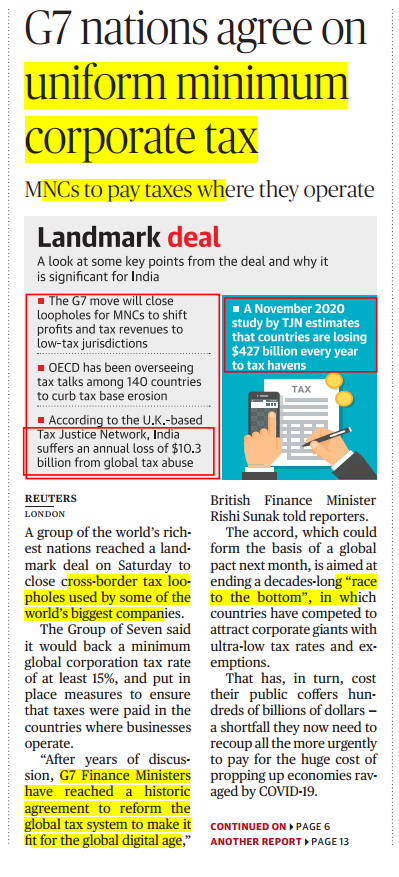 G7 nations agree on
uniform minimum
corporate tax
MNCs to pay taxes where they operate
Landmark deal
A look at some key points from the deal and why it
is significant for India
■ The G7 move will close
loopholes for MNCs to shift
profits and tax revenues to
low-tax jurisdictions
■ OECD has been overseeing
tax talks among 140 countries
to curb tax base erosion
■ According to the U.K.-based
Tax Justice Network, India
suffers an annual loss of $10.3
billion from global tax abuse
■ A November 2020
study by TJN estimates
that countries are losing
$427 billion every year
to tax havens
TAX
REUTERS
LONDON
A group of the world's rich-
est nations reached a land-
mark deal on Saturday to
close cross-border tax loo-
pholes used by some of the
world's biggest companies.
The Group of Seven said
it would back a minimum
global corporation tax rate
of at least 15%, and put in
place measures to ensure
that taxes were paid in the
countries where businesses
operate.
"After years of discus-
sion, G7 Finance Ministers
have reached a historic
agreement to reform the
global tax system to make it
fit for the global digital age,"
British Finance Minister
Rishi Sunak told reporters.
The accord, which could
form the basis of a global
pact next month, is aimed at
ending a decades-long "race
to the bottom", in which
countries have competed to
attract corporate giants with
ultra-low tax rates and ex-
emptions.
That has, in turn, cost
their public coffers hun-
dreds of billions of dollars –
a shortfall they now need to
recoup all the more urgently
to pay for the huge cost of
propping up economies rav-
aged by COVID-19.
CONTINUED ON ▸ PAGE 6
ANOTHER REPORT ▸ PAGE 13